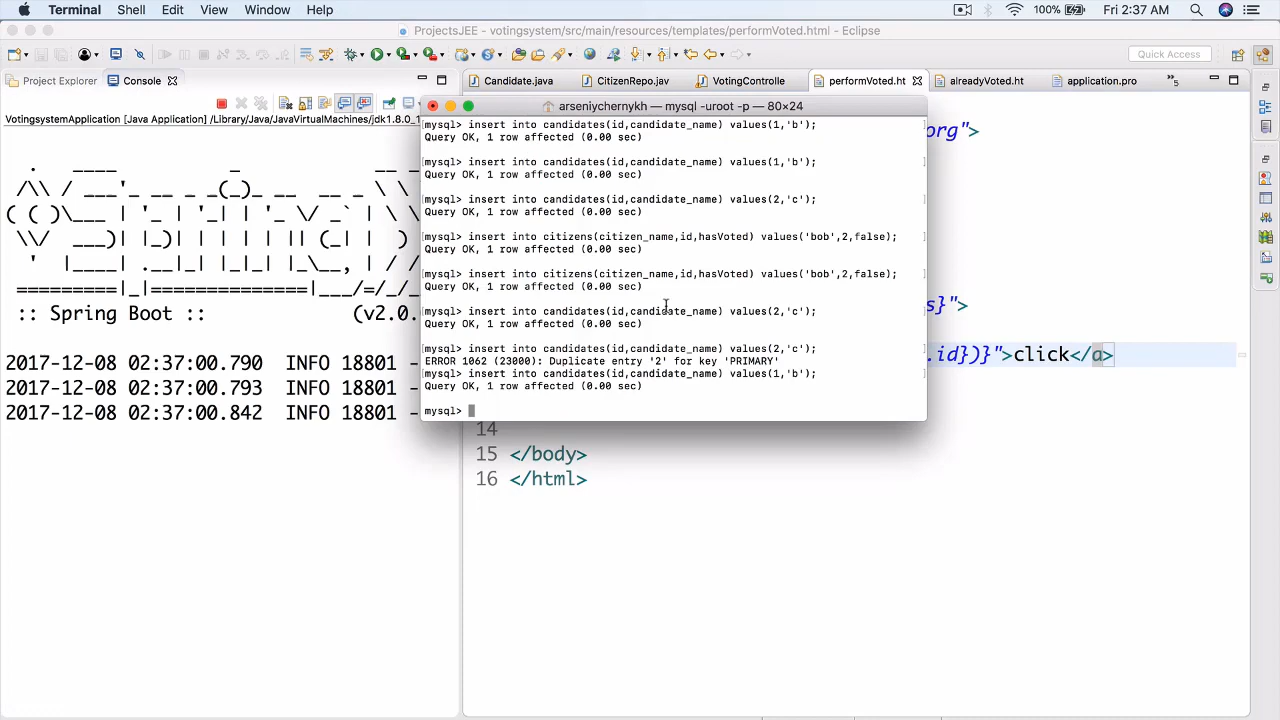 Terminal Shell Edit View Window Help 100% Fri 2:37 AM
ProjectsJEE - votingsystem/src/main/resources/templates/performVoted.html - Eclipse
Quick Access
Project Explorer Console Candidate.java CitizenRepo.jav VotingControlle performVoted.ht alreadyVoted.ht application.pro »5
VotingsystemApplication [Java Application] /Library/Java/JavaVirtualMachines/jdk1.8.0_1
:: Spring Boot :: (v2.0.
2017-12-08 02:37:00.790 INFO 18801 -
2017-12-08 02:37:00.793 INFO 18801 -
2017-12-08 02:37:00.842 INFO 18801 -
arseniychernykh — mysql -uroot -p — 80×24
mysql> insert into candidates(id,candidate_name) values(1,'b');
Query OK, 1 row affected (0.00 sec)
mysql> insert into candidates(id,candidate_name) values(1,'b');
Query OK, 1 row affected (0.00 sec)
mysql> insert into candidates(id,candidate_name) values(2,'c');
Query OK, 1 row affected (0.00 sec)
mysql> insert into citizens(citizen_name,id,hasVoted) values('bob',2,false);
Query OK, 1 row affected (0.00 sec)
mysql> insert into citizens(citizen_name,id,hasVoted) values('bob',2,false);
Query OK, 1 row affected (0.00 sec)
mysql> insert into candidates(id,candidate_name) values(2,'c');
Query OK, 1 row affected (0.00 sec)
mysql> insert into candidates(id,candidate_name) values(2,'c');
ERROR 1062 (23000): Duplicate entry '2' for key 'PRIMARY'
mysql> insert into candidates(id,candidate_name) values(1,'b');
Query OK, 1 row affected (0.00 sec)
mysql>
org">
s}">
.id})}">click</a>
14
15 </body>
16 </html>